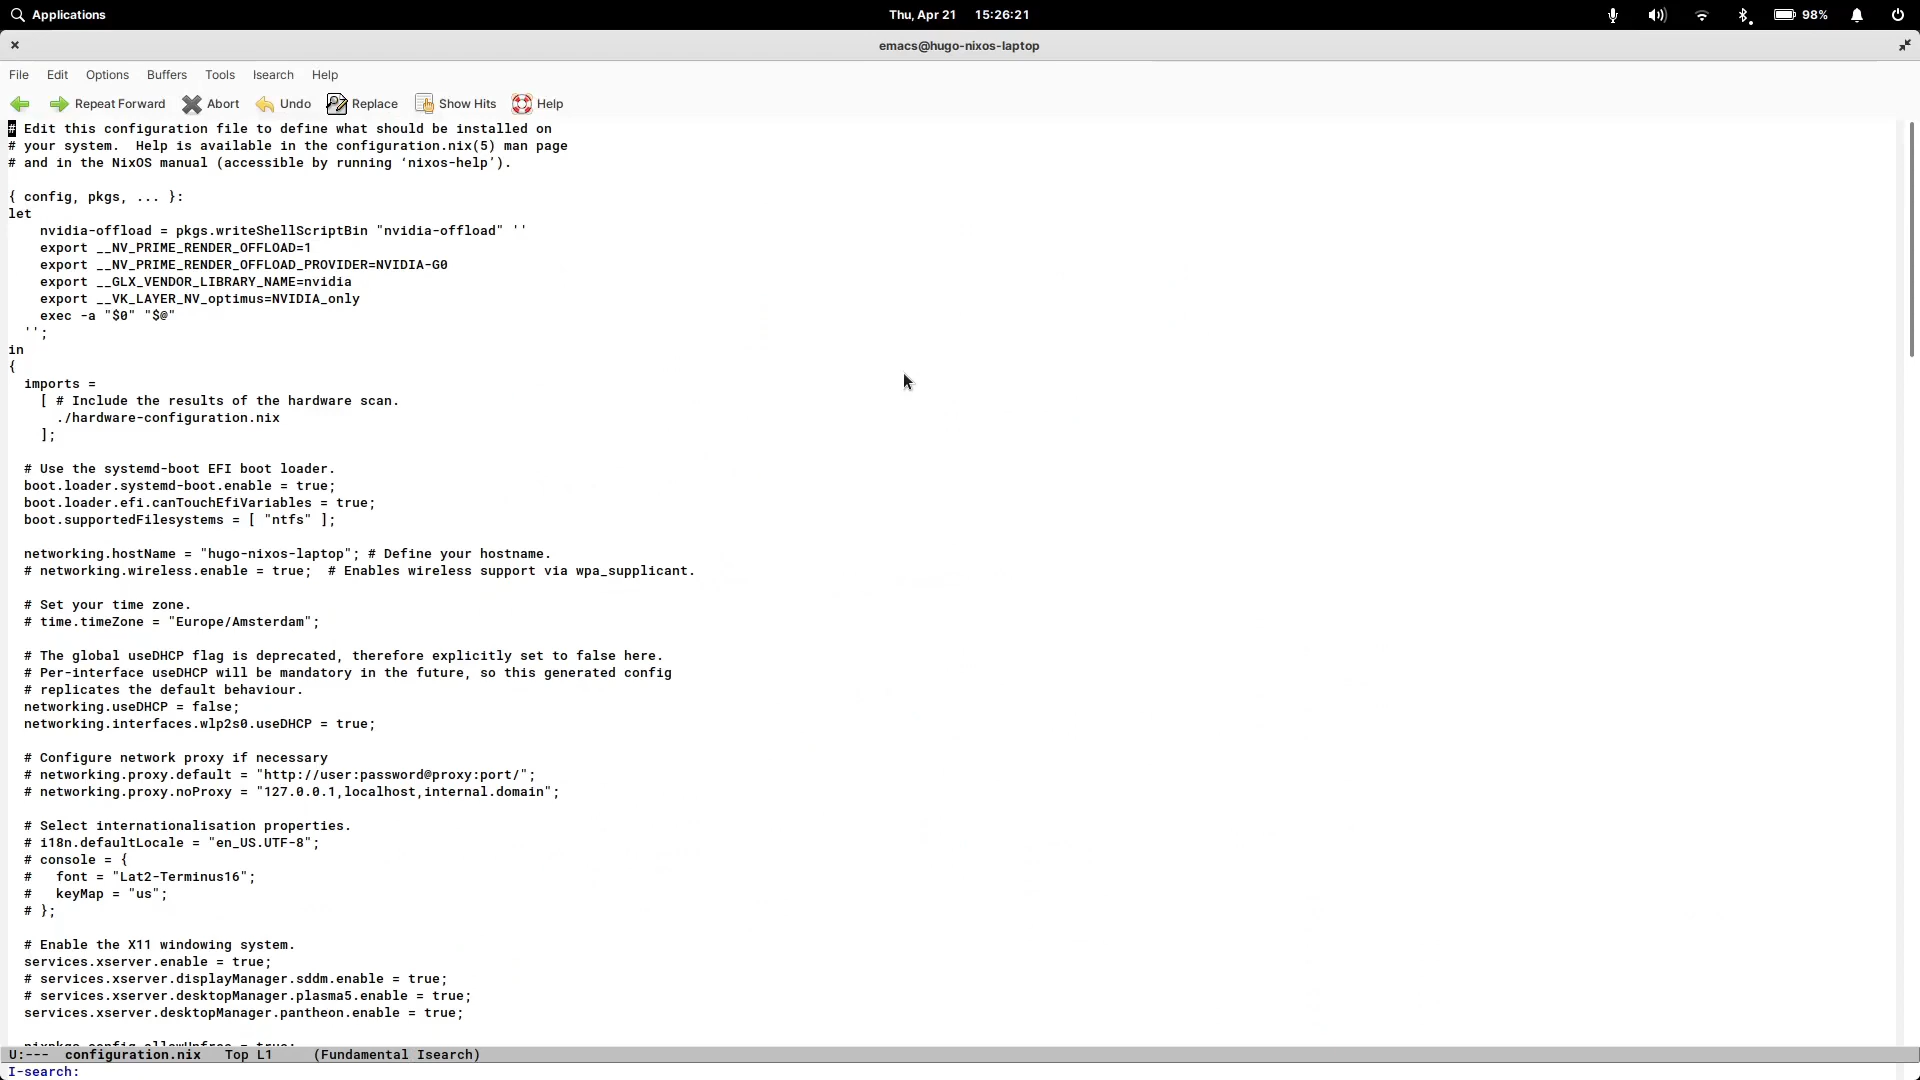 Applications
Thu, Apr 21 15:26:21
98%
emacs@hugo-nixos-laptop
File Edit Options Buffers Tools Isearch Help
Repeat Forward Abort Undo Replace Show Hits Help
# Edit this configuration file to define what should be installed on
# your system.  Help is available in the configuration.nix(5) man page
# and in the NixOS manual (accessible by running ‘nixos-help’).
{ config, pkgs, ... }:
let
    nvidia-offload = pkgs.writeShellScriptBin "nvidia-offload" ''
    export __NV_PRIME_RENDER_OFFLOAD=1
    export __NV_PRIME_RENDER_OFFLOAD_PROVIDER=NVIDIA-G0
    export __GLX_VENDOR_LIBRARY_NAME=nvidia
    export __VK_LAYER_NV_optimus=NVIDIA_only
    exec -a "$0" "$@"
  '';
in
{
  imports =
    [ # Include the results of the hardware scan.
      ./hardware-configuration.nix
    ];
  # Use the systemd-boot EFI boot loader.
  boot.loader.systemd-boot.enable = true;
  boot.loader.efi.canTouchEfiVariables = true;
  boot.supportedFilesystems = [ "ntfs" ];
  networking.hostName = "hugo-nixos-laptop"; # Define your hostname.
  # networking.wireless.enable = true;  # Enables wireless support via wpa_supplicant.
  # Set your time zone.
  # time.timeZone = "Europe/Amsterdam";
  # The global useDHCP flag is deprecated, therefore explicitly set to false here.
  # Per-interface useDHCP will be mandatory in the future, so this generated config
  # replicates the default behaviour.
  networking.useDHCP = false;
  networking.interfaces.wlp2s0.useDHCP = true;
  # Configure network proxy if necessary
  # networking.proxy.default = "http://user:password@proxy:port/";
  # networking.proxy.noProxy = "127.0.0.1,localhost,internal.domain";
  # Select internationalisation properties.
  # i18n.defaultLocale = "en_US.UTF-8";
  # console = {
  #   font = "Lat2-Terminus16";
  #   keyMap = "us";
  # };
  # Enable the X11 windowing system.
  services.xserver.enable = true;
  # services.xserver.displayManager.sddm.enable = true;
  # services.xserver.desktopManager.plasma5.enable = true;
  services.xserver.desktopManager.pantheon.enable = true;
  nixpkgs.config.allowUnfree = true;
U:---  configuration.nix   Top L1     (Fundamental Isearch)
I-search: